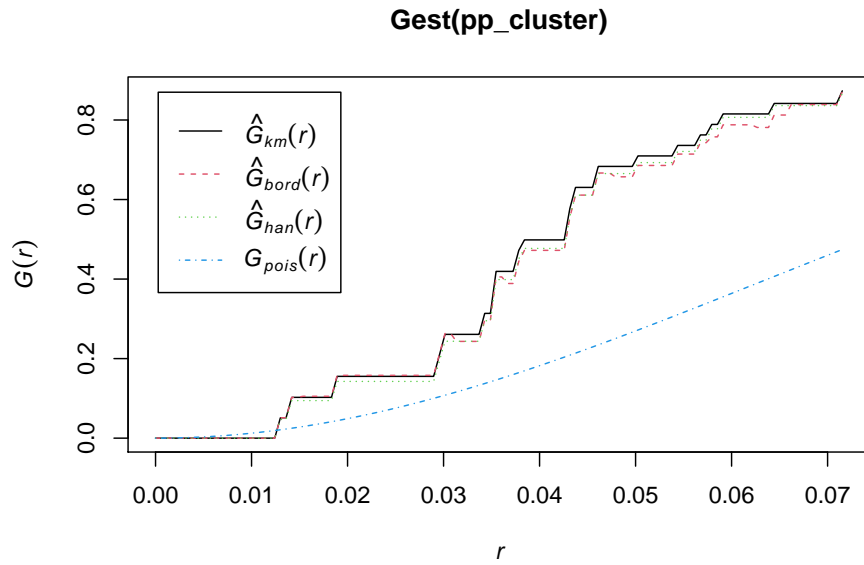 Gest(pp_cluster)
Ĝkm(r)
Ĝbord(r)
Ĝhan(r)
Gpois(r)
G(r)
0.8
0.6
0.4
0.2
0.0
0.00 0.01 0.02 0.03 0.04 0.05 0.06 0.07
r